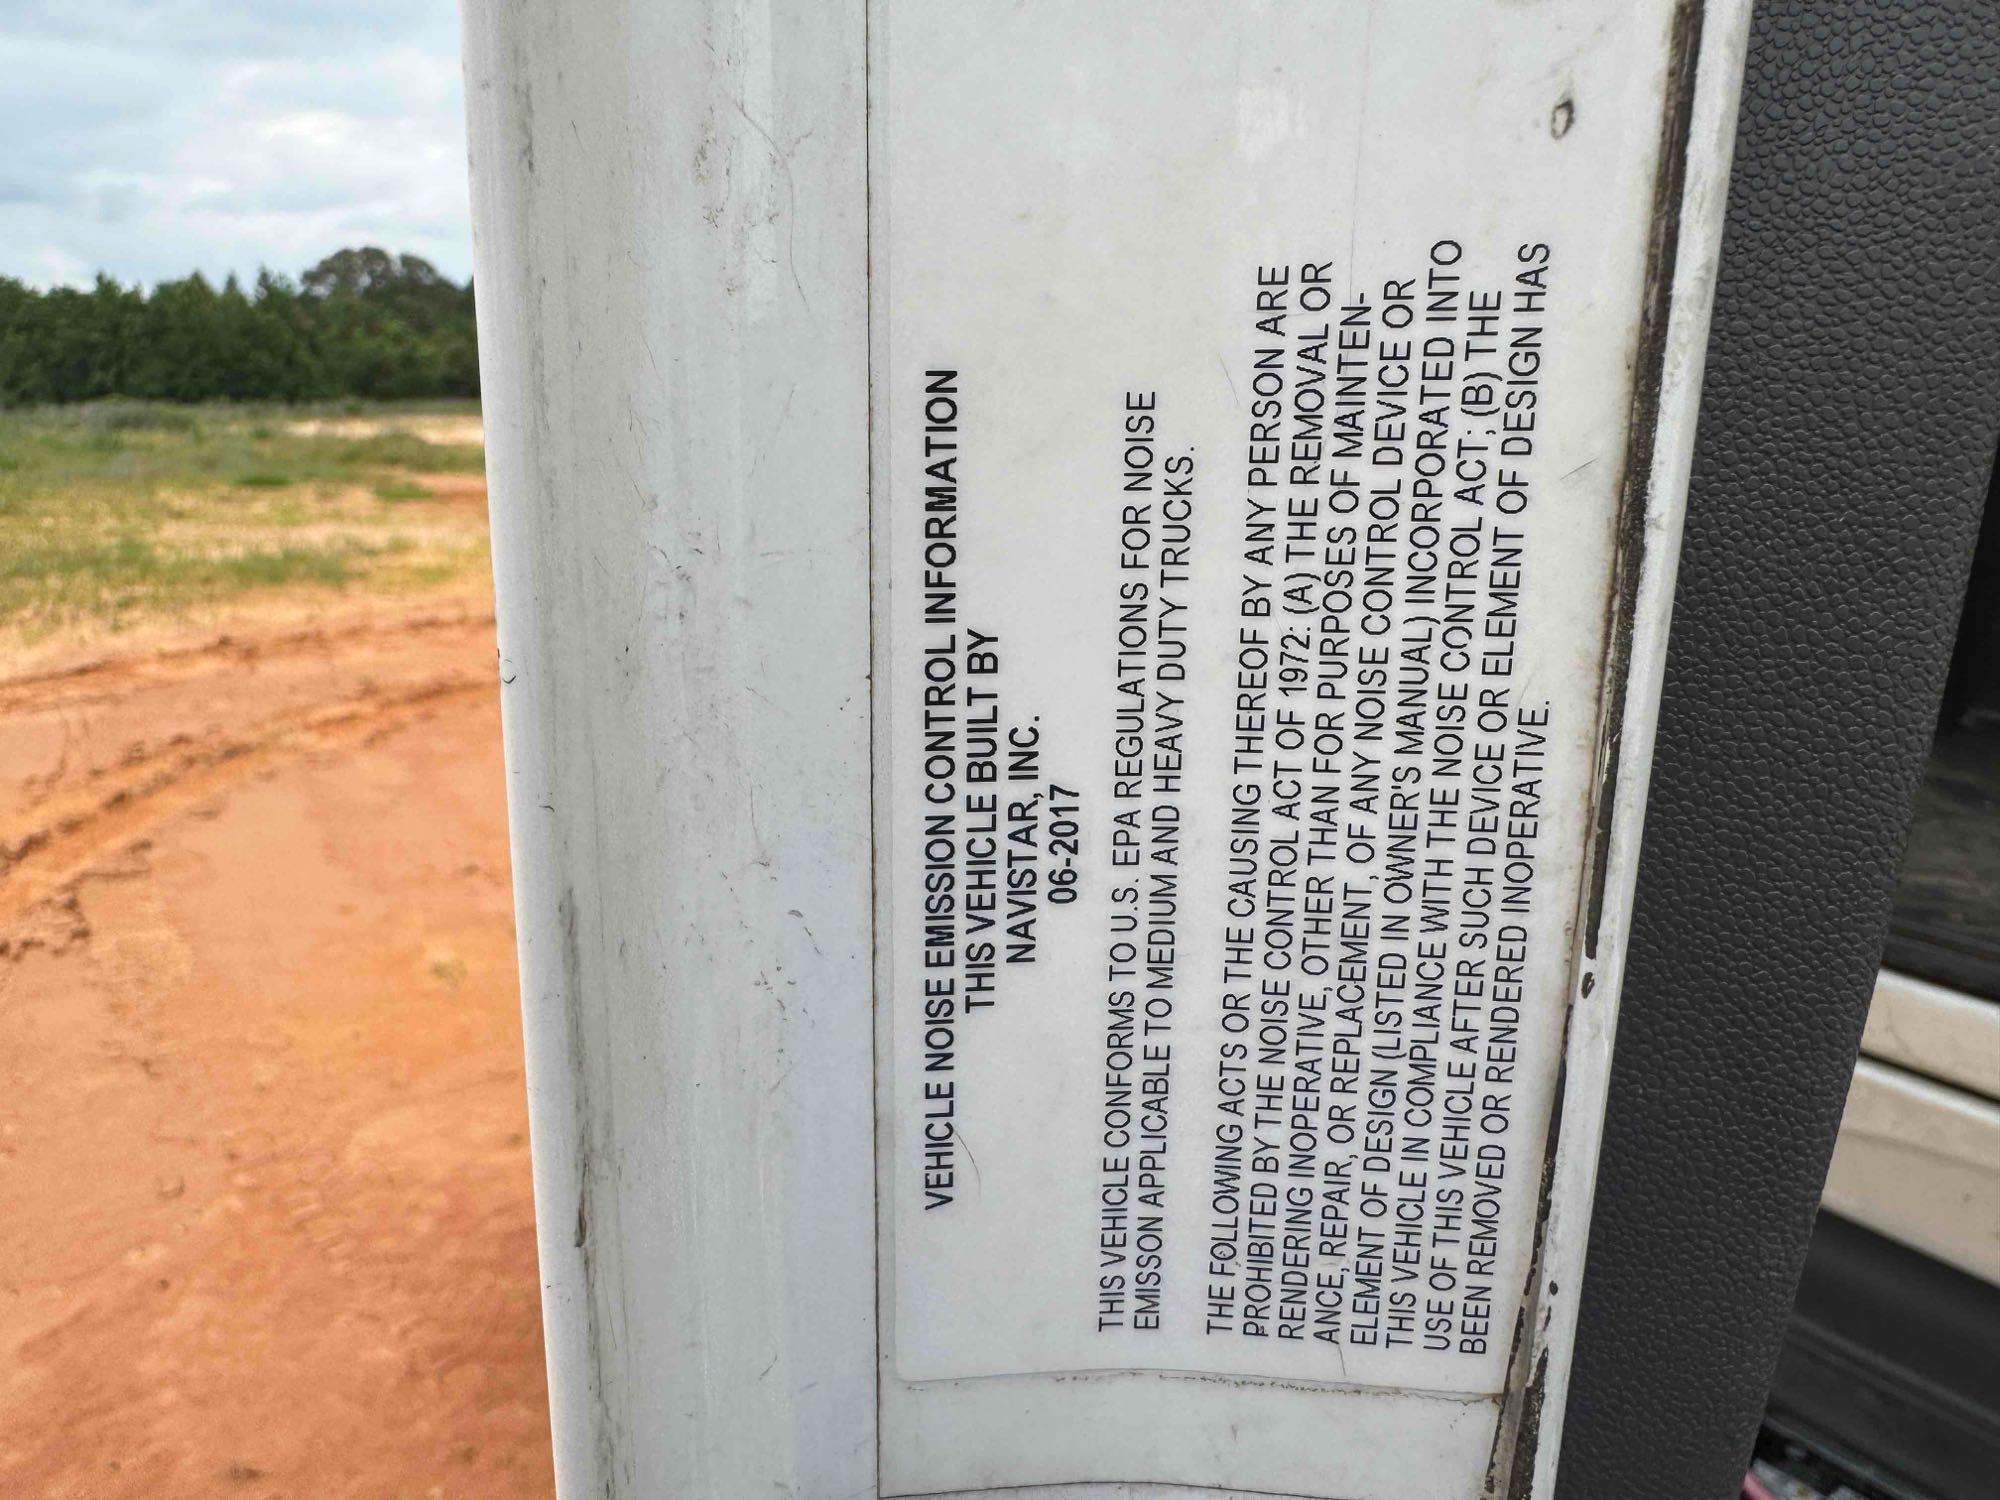 VEHICLE NOISE EMISSION CONTROL INFORMATION
THIS VEHICLE BUILT BY
NAVISTAR, INC.
06-2017
THIS VEHICLE CONFORMS TO U.S. EPA REGULATIONS FOR NOISE
EMISSON APPLICABLE TO MEDIUM AND HEAVY DUTY TRUCKS.
THE FOLLOWING ACTS OR THE CAUSING THEREOF BY ANY PERSON ARE
PROHIBITED BY THE NOISE CONTROL ACT OF 1972: (A) THE REMOVAL OR
RENDERING INOPERATIVE, OTHER THAN FOR PURPOSES OF MAINTEN-
ANCE, REPAIR, OR REPLACEMENT, OF ANY NOISE CONTROL DEVICE OR
ELEMENT OF DESIGN (LISTED IN OWNER'S MANUAL) INCORPORATED INTO
THIS VEHICLE IN COMPLIANCE WITH THE NOISE CONTROL ACT; (B) THE
USE OF THIS VEHICLE AFTER SUCH DEVICE OR ELEMENT OF DESIGN HAS
BEEN REMOVED OR RENDERED INOPERATIVE.